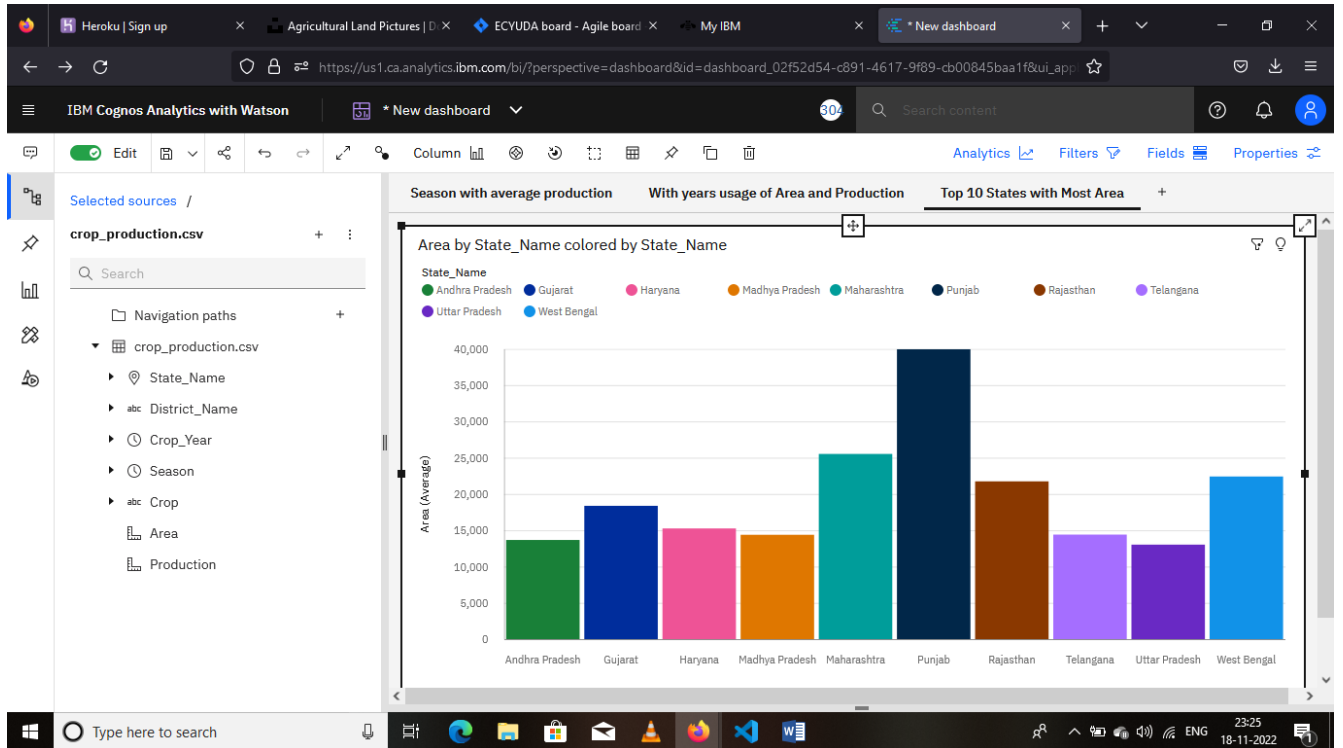 Heroku | Sign up
Agricultural Land Pictures | D
ECYUDA board - Agile board
My IBM
* New dashboard
https://us1.ca.analytics.ibm.com/bi/?perspective=dashboard&id=dashboard_02f52d54-c891-4617-9f89-cb00845baa1f&ui_app
IBM Cognos Analytics with Watson
* New dashboard
304
Search content
Edit
Column
Analytics
Filters
Fields
Properties
Selected sources /
Season with average production
With years usage of Area and Production
Top 10 States with Most Area
crop_production.csv
Search
Navigation paths
crop_production.csv
State_Name
abc District_Name
Crop_Year
Season
abc Crop
Area
Production
Area by State_Name colored by State_Name
State_Name
Andhra Pradesh Gujarat Haryana Madhya Pradesh Maharashtra Punjab Rajasthan Telangana
Uttar Pradesh West Bengal
Area (Average)
40,000
35,000
30,000
25,000
20,000
15,000
10,000
5,000
0
Andhra Pradesh Gujarat Haryana Madhya Pradesh Maharashtra Punjab Rajasthan Telangana Uttar Pradesh West Bengal
Type here to search
ENG
23:25
18-11-2022
1